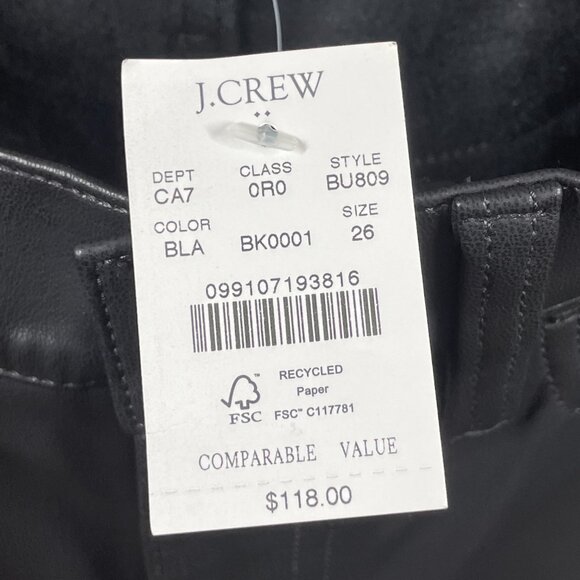 J.CREW
DEPT CLASS STYLE
CA7 0R0 BU809
COLOR SIZE
BLA BK0001 26
099107193816
RECYCLED
Paper
FSC™ C117781
FSC™
COMPARABLE VALUE
$118.00